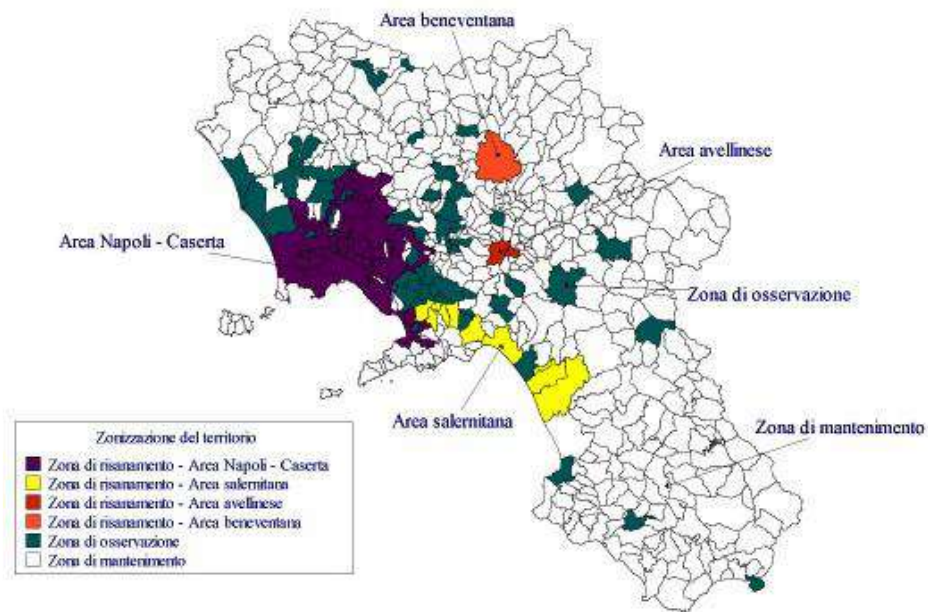 Area beneventana
Area avellinese
Area Napoli - Caserta
Zona di osservazione
Area salernitana
Zona di mantenimento
Zonizzazione del territorio
Zona di risanamento - Area Napoli - Caserta
Zona di risanamento - Area salernitana
Zona di risanamento - Area avellinese
Zona di risanamento - Area beneventana
Zona di osservazione
Zona di mantenimento